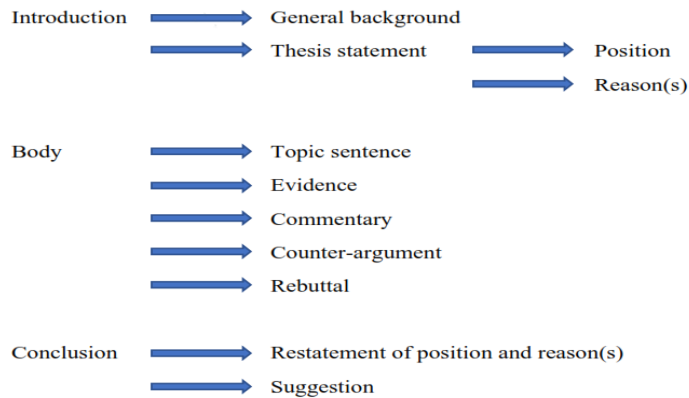 Introduction General background
Thesis statement Position
Reason(s)
Body Topic sentence
Evidence
Commentary
Counter-argument
Rebuttal
Conclusion Restatement of position and reason(s)
Suggestion